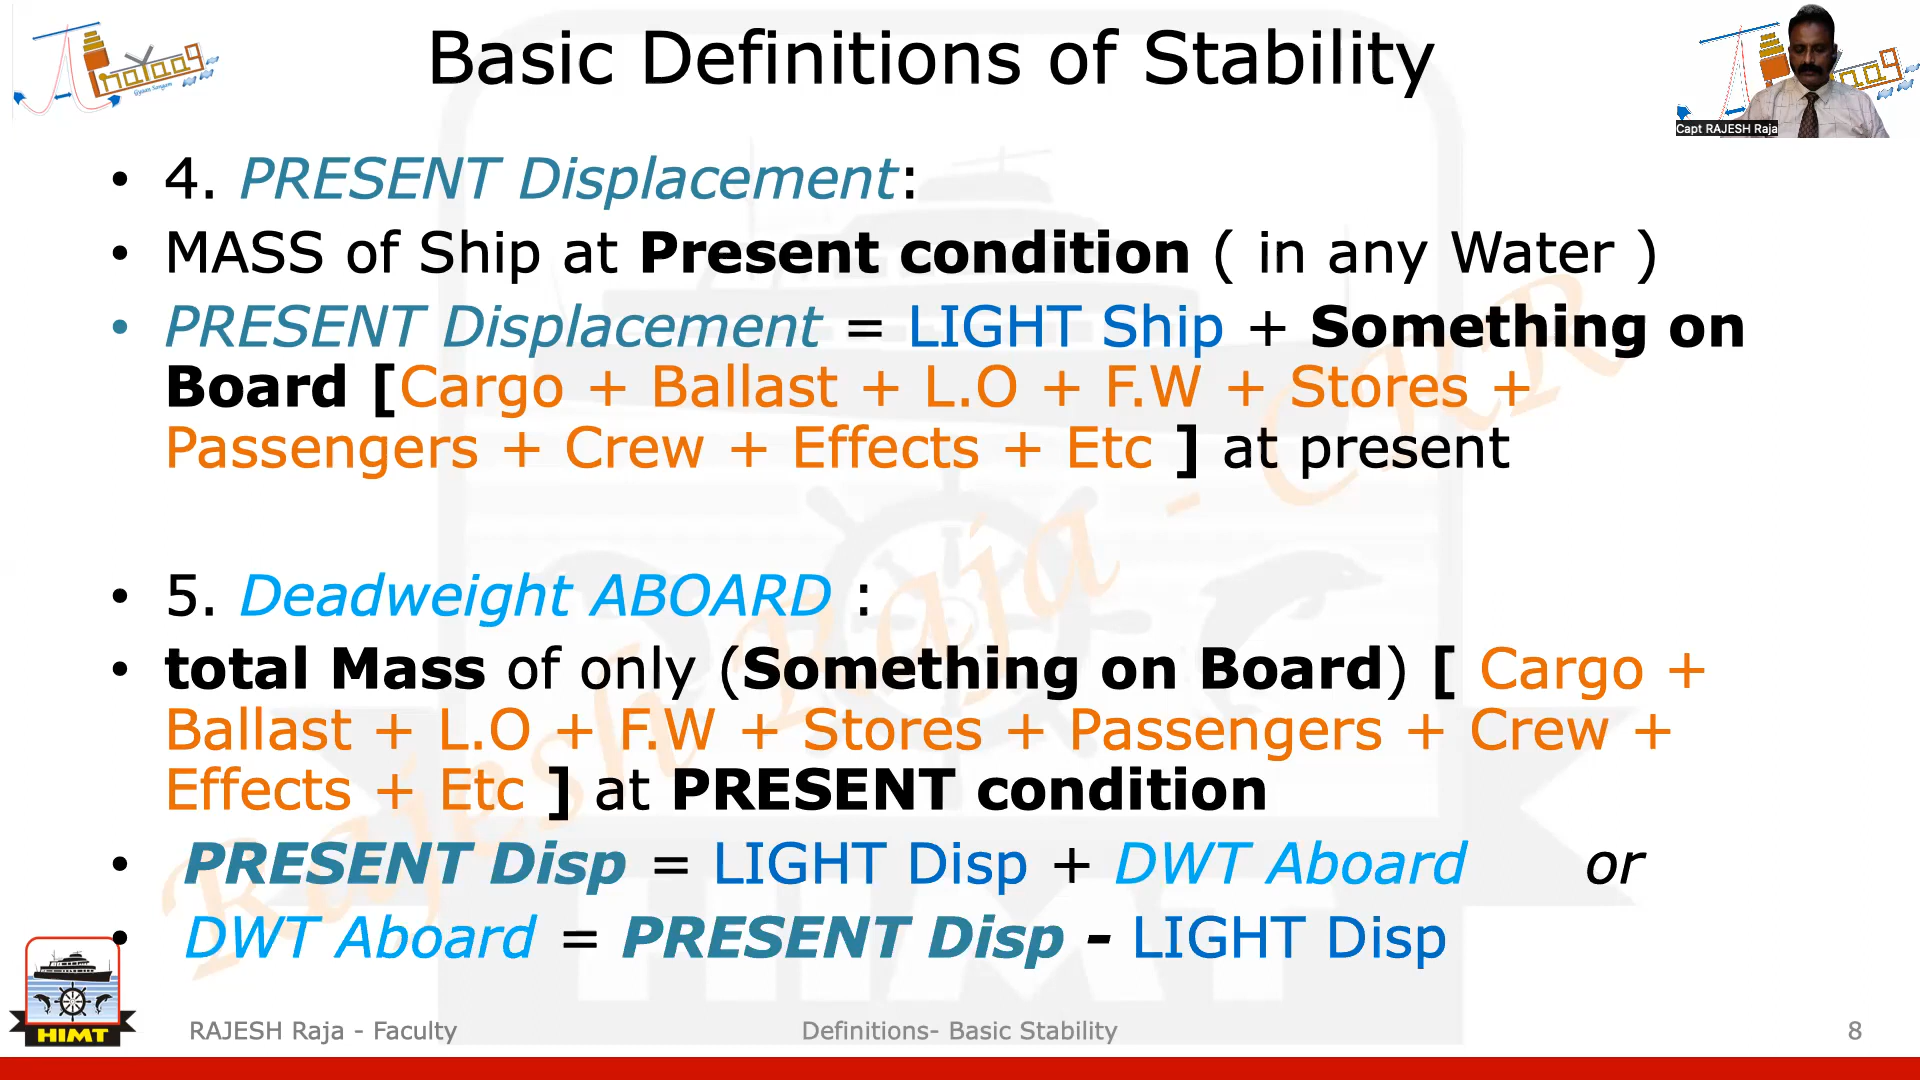 Basic Definitions of Stability
Capt RAJESH Raja
• 4. PRESENT Displacement:
• MASS of Ship at Present condition ( in any Water )
• PRESENT Displacement = LIGHT Ship + Something on
Board [Cargo + Ballast + L.O + F.W + Stores +
Passengers + Crew + Effects + Etc ] at present
• 5. Deadweight ABOARD :
• total Mass of only (Something on Board) [ Cargo +
Ballast + L.O + F.W + Stores + Passengers + Crew +
Effects + Etc ] at PRESENT condition
• PRESENT Disp = LIGHT Disp + DWT Aboard or
• DWT Aboard = PRESENT Disp - LIGHT Disp
Rajesh Raja - CKR
HIMT
HIMT
RAJESH Raja - Faculty
Definitions- Basic Stability
8